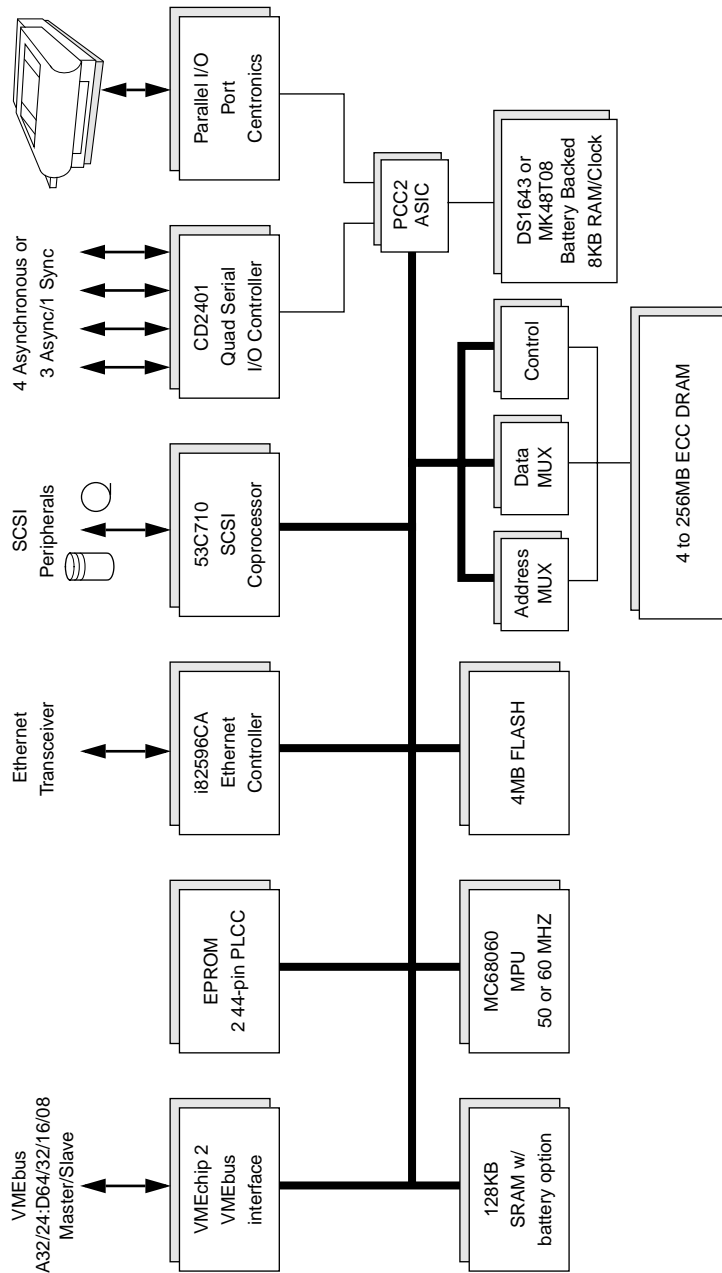 VMEbus
A32/24:D64/32/16/08
Master/Slave
Ethernet
Transceiver
SCSI
Peripherals
4 Asynchronous or
3 Async/1 Sync
VMEchip 2
VMEbus
interface
EPROM
2 44-pin PLCC
i82596CA
Ethernet
Controller
53C710
SCSI
Coprocessor
CD2401
Quad Serial
I/O Controller
Parallel I/O
Port
Centronics
PCC2
ASIC
128KB
SRAM w/
battery option
MC68060
MPU
50 or 60 MHZ
4MB FLASH
Address
MUX
Data
MUX
Control
DS1643 or
MK48T08
Battery Backed
8KB RAM/Clock
4 to 256MB ECC DRAM